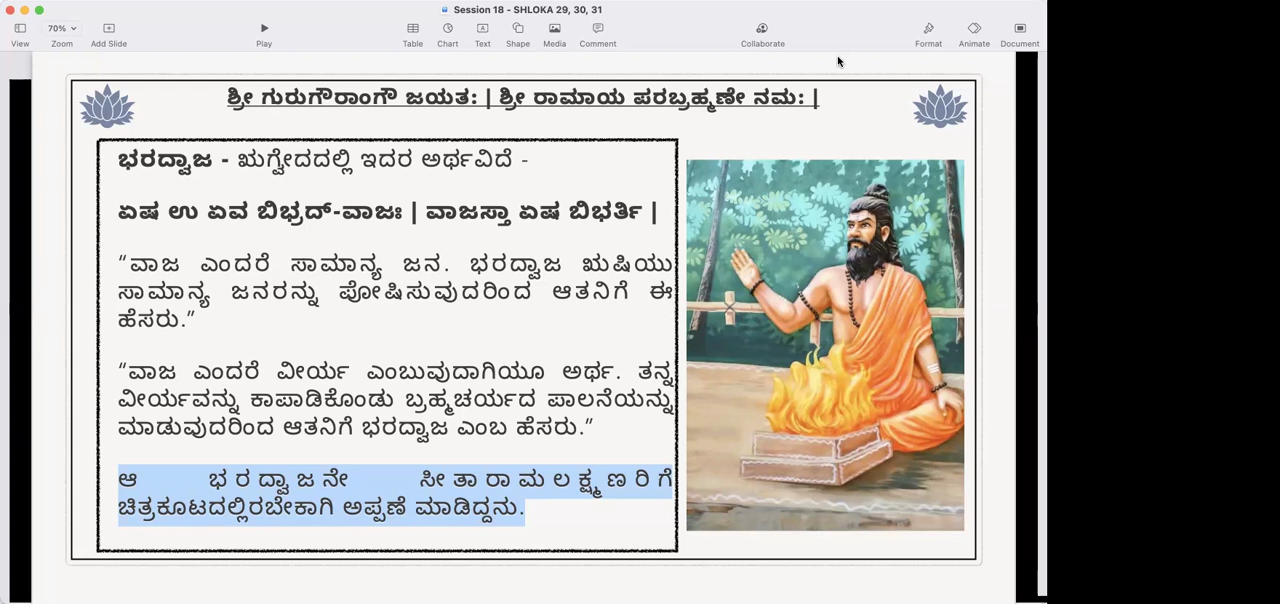 Session 18 - SHLOKA 29, 30, 31
70%
View Zoom Add Slide Play Table Chart Text Shape Media Comment Collaborate Format Animate Document
ಶ್ರೀ ಗುರುಗೌರಾಂಗೌ ಜಯತ: | ಶ್ರೀ ರಾಮಾಯ ಪರಬ್ರಹ್ಮಣೇ ನಮ: |
ಭರದ್ವಾಜ - ಋಗ್ವೇದದಲ್ಲಿ ಇದರ ಅರ್ಥವಿದೆ -
ಏಷ ಉ ಏವ ಬಿಭ್ರದ್-ವಾಜಃ | ವಾಜಸ್ತಾ ಏಷ ಬಿಭರ್ತಿ |
“ವಾಜ ಎಂದರೆ ಸಾಮಾನ್ಯ ಜನ. ಭರದ್ವಾಜ ಋಷಿಯು
ಸಾಮಾನ್ಯ ಜನರನ್ನು ಪೋಷಿಸುವುದರಿಂದ ಆತನಿಗೆ ಈ
ಹೆಸರು.”
“ವಾಜ ಎಂದರೆ ವೀರ್ಯ ಎಂಬುವುದಾಗಿಯೂ ಅರ್ಥ. ತನ್ನ
ವೀರ್ಯವನ್ನು ಕಾಪಾಡಿಕೊಂಡು ಬ್ರಹ್ಮಚರ್ಯದ ಪಾಲನೆಯನ್ನು
ಮಾಡುವುದರಿಂದ ಆತನಿಗೆ ಭರದ್ವಾಜ ಎಂಬ ಹೆಸರು.”
ಆ ಭರದ್ವಾಜನೇ ಸೀತಾರಾಮಲಕ್ಷ್ಮಣರಿಗೆ
ಚಿತ್ರಕೂಟದಲ್ಲಿರಬೇಕಾಗಿ ಅಪ್ಪಣೆ ಮಾಡಿದ್ದನು.